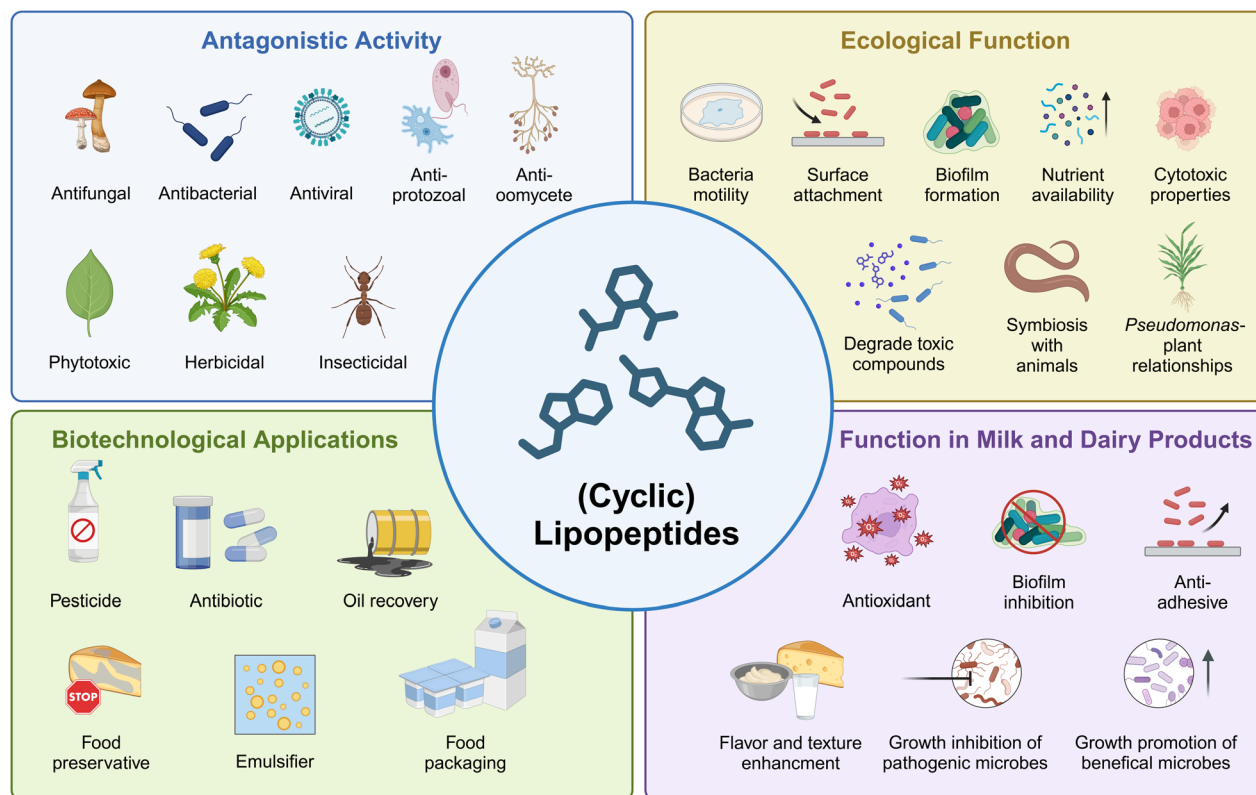 Antagonistic Activity
Antifungal
Antibacterial
Antiviral
Anti-
protozoal
Anti-
oomycete
Phytotoxic
Herbicidal
Insecticidal
Ecological Function
Bacteria
motility
Surface
attachment
Biofilm
formation
Nutrient
availability
Cytotoxic
properties
Degrade toxic
compounds
Symbiosis
with
animals
Pseudomonas-
plant
relationships
(Cyclic)
Lipopeptides
Biotechnological Applications
Pesticide
Antibiotic
Oil recovery
STOP
Food
preservative
Emulsifier
Food
packaging
Function in Milk and Dairy Products
Antioxidant
Biofilm
inhibition
Anti-
adhesive
Flavor and texture
enhancment
Growth inhibition of
pathogenic microbes
Growth promotion of
benefical microbes